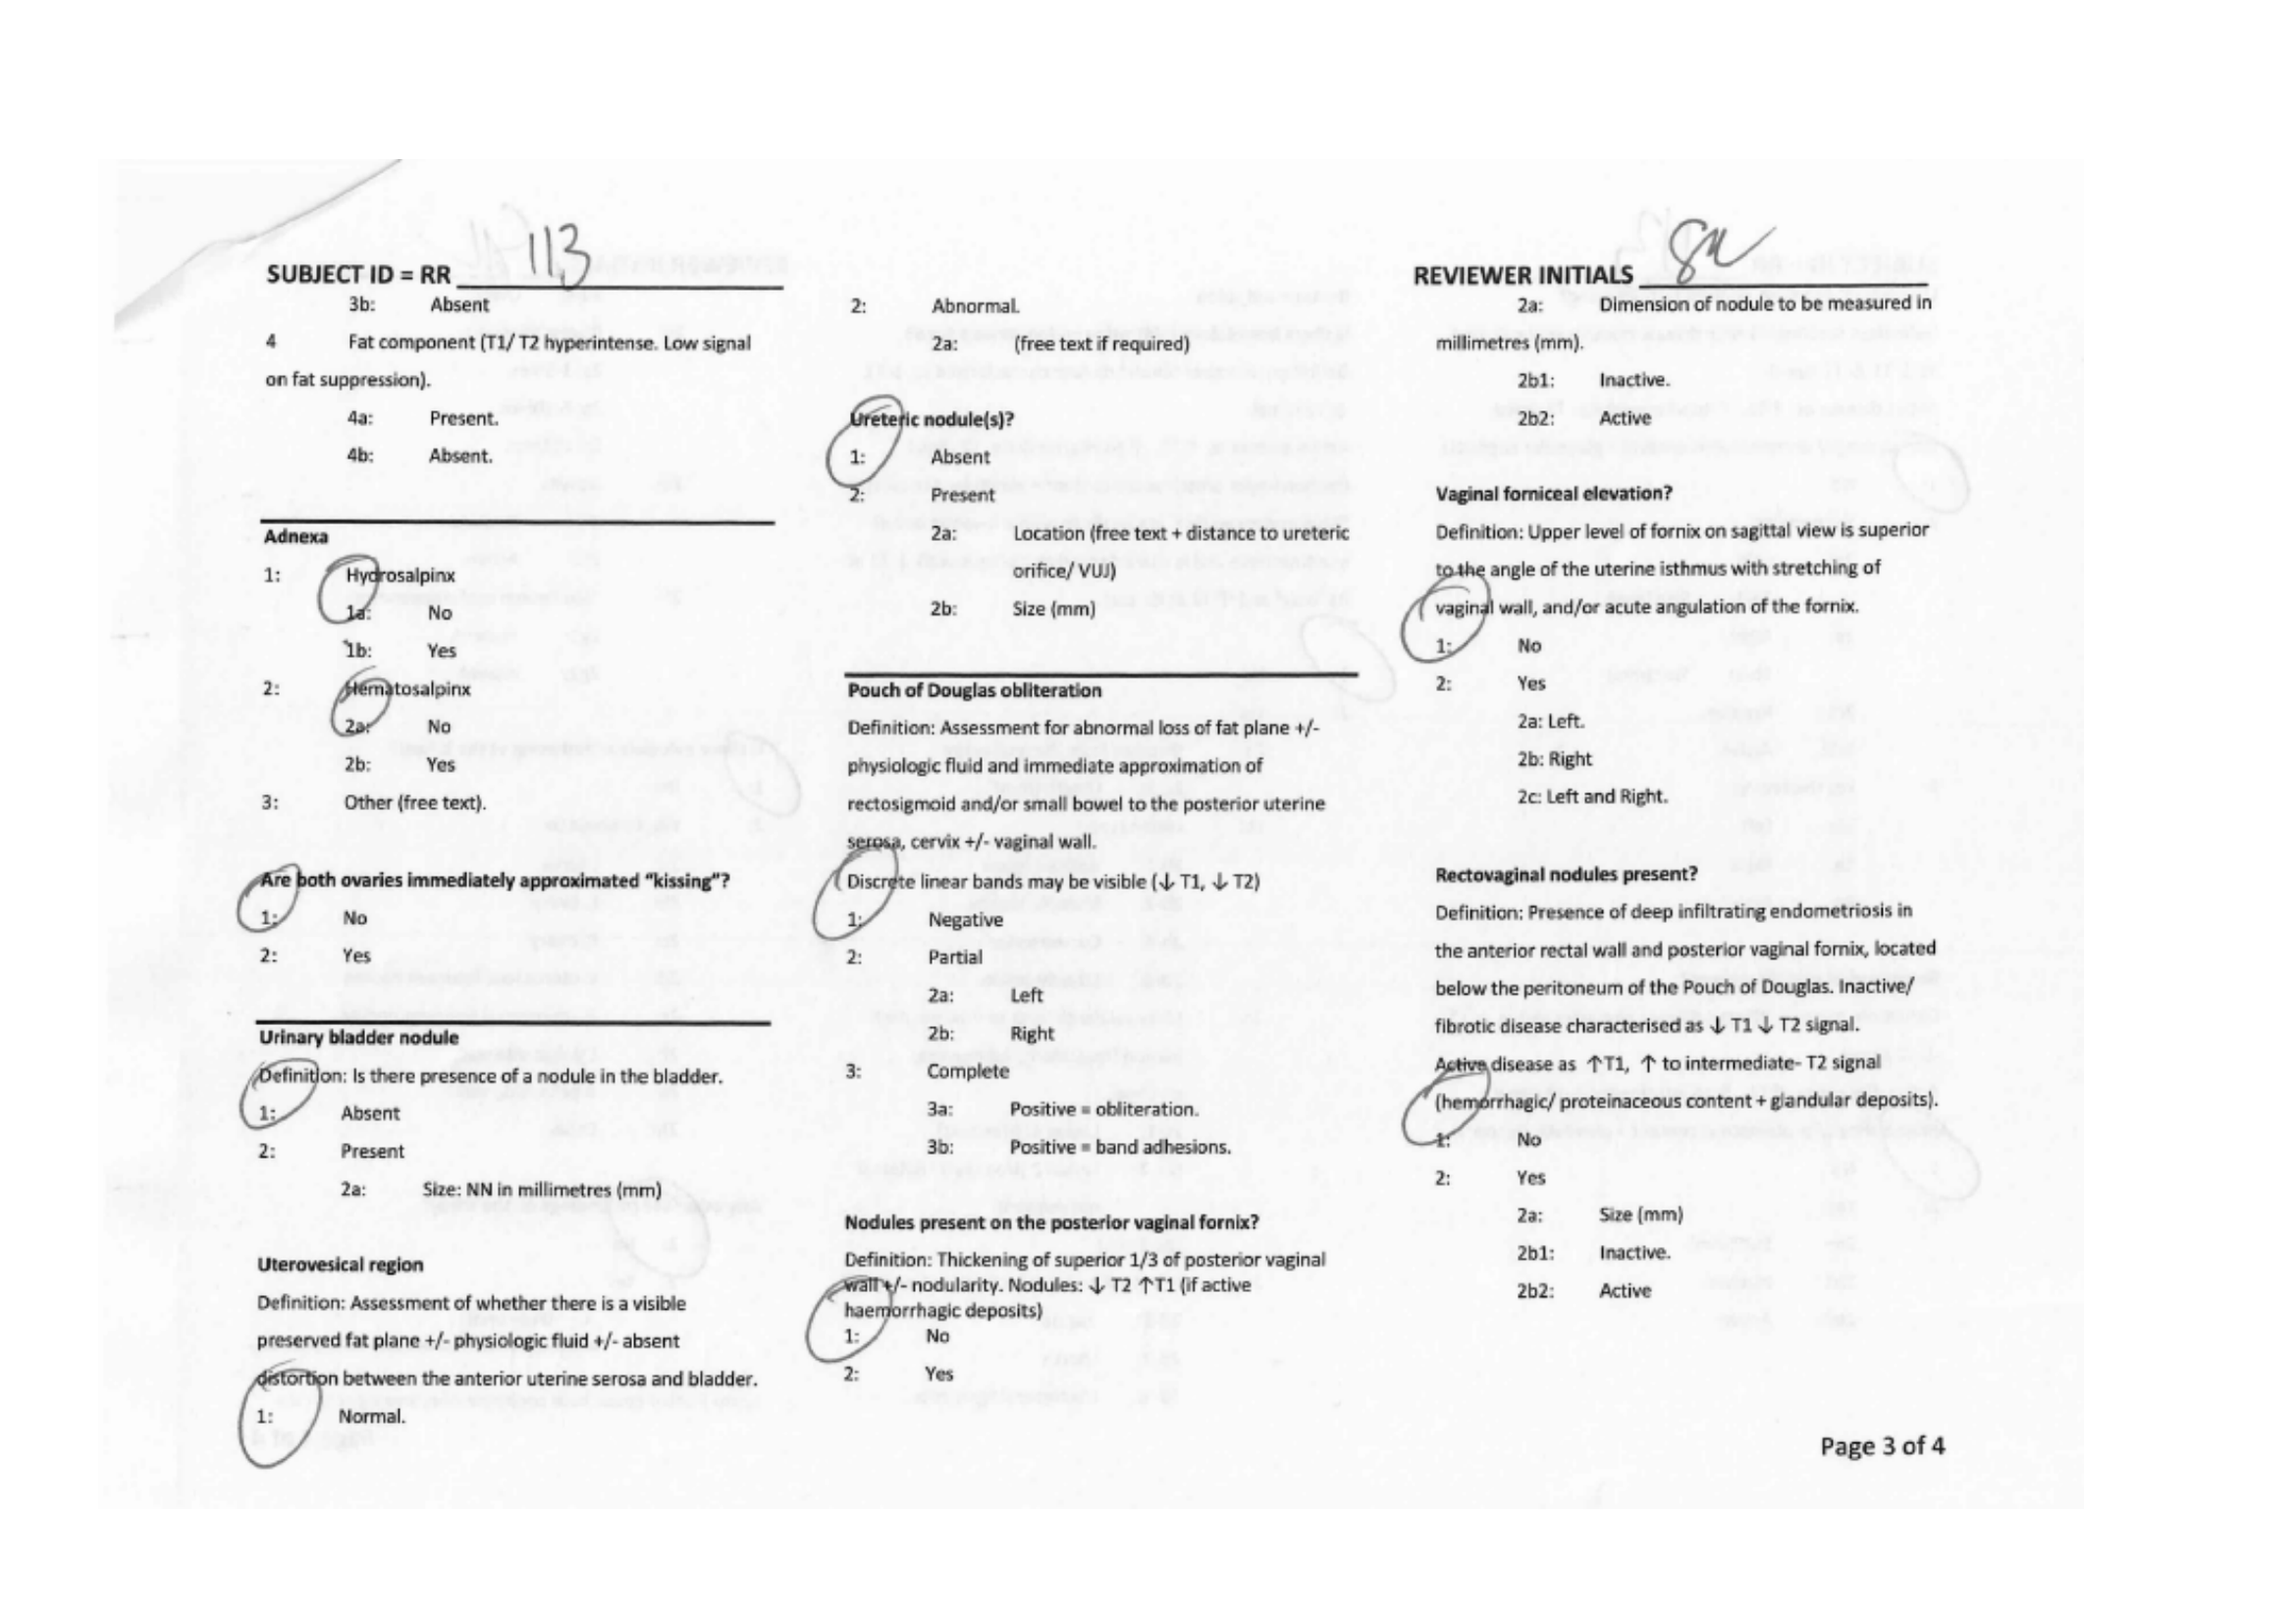 SUBJECT ID = RR 113
3b: Absent
4 Fat component (T1/ T2 hyperintense. Low signal
on fat suppression).
4a: Present.
4b: Absent.
Adnexa
1: Hydrosalpinx
1a: No
1b: Yes
2: Hematosalpinx
2a: No
2b: Yes
3: Other (free text).
Are both ovaries immediately approximated “kissing”?
1: No
2: Yes
Urinary bladder nodule
Definition: Is there presence of a nodule in the bladder.
1: Absent
2: Present
2a: Size: NN in millimetres (mm)
Uterovesical region
Definition: Assessment of whether there is a visible
preserved fat plane +/- physiologic fluid +/- absent
distortion between the anterior uterine serosa and bladder.
1: Normal.
2: Abnormal.
2a: (free text if required)
Ureteric nodule(s)?
1: Absent
2: Present
2a: Location (free text + distance to ureteric
orifice/ VUJ)
2b: Size (mm)
Pouch of Douglas obliteration
Definition: Assessment for abnormal loss of fat plane +/-
physiologic fluid and immediate approximation of
rectosigmoid and/or small bowel to the posterior uterine
serosa, cervix +/- vaginal wall.
Discrete linear bands may be visible (↓ T1, ↓ T2)
1: Negative
2: Partial
2a: Left
2b: Right
3: Complete
3a: Positive = obliteration.
3b: Positive = band adhesions.
Nodules present on the posterior vaginal fornix?
Definition: Thickening of superior 1/3 of posterior vaginal
wall +/- nodularity. Nodules: ↓ T2 ↑T1 (if active
haemorrhagic deposits)
1: No
2: Yes
REVIEWER INITIALS
2a: Dimension of nodule to be measured in
millimetres (mm).
2b1: Inactive.
2b2: Active
Vaginal forniceal elevation?
Definition: Upper level of fornix on sagittal view is superior
to the angle of the uterine isthmus with stretching of
vaginal wall, and/or acute angulation of the fornix.
1: No
2: Yes
2a: Left.
2b: Right
2c: Left and Right.
Rectovaginal nodules present?
Definition: Presence of deep infiltrating endometriosis in
the anterior rectal wall and posterior vaginal fornix, located
below the peritoneum of the Pouch of Douglas. Inactive/
fibrotic disease characterised as ↓ T1 ↓ T2 signal.
Active disease as ↑T1, ↑ to intermediate- T2 signal
(hemorrhagic/ proteinaceous content + glandular deposits).
1: No
2: Yes
2a: Size (mm)
2b1: Inactive.
2b2: Active
Page 3 of 4